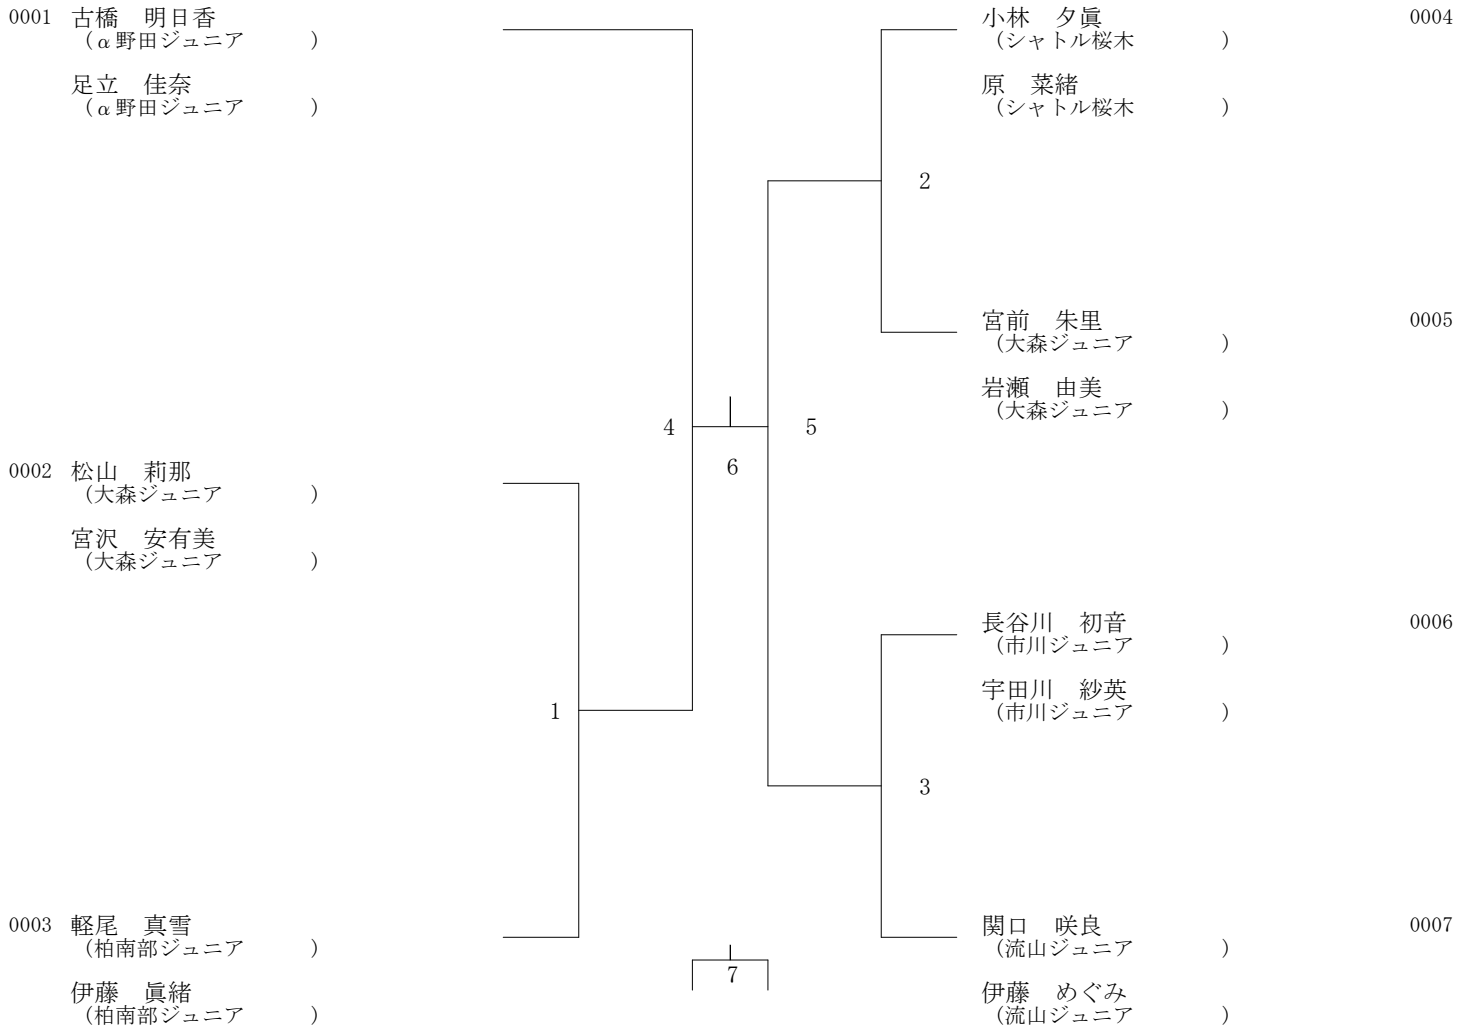 0001 古橋　明日香
（α野田ジュニア　　　）
足立　佳奈
（α野田ジュニア　　　）
0002 松山　莉那
（大森ジュニア　　　　）
宮沢　安有美
（大森ジュニア　　　　）
0003 軽尾　真雪
（柏南部ジュニア　　　）
伊藤　眞緒
（柏南部ジュニア　　　）
1
4
6
7
5
2
3
小林　夕眞 0004
（シャトル桜木　　　　）
原　菜緒
（シャトル桜木　　　　）
宮前　朱里 0005
（大森ジュニア　　　　）
岩瀬　由美
（大森ジュニア　　　　）
長谷川　初音 0006
（市川ジュニア　　　　）
宇田川　紗英
（市川ジュニア　　　　）
関口　咲良 0007
（流山ジュニア　　　　）
伊藤　めぐみ
（流山ジュニア　　　　）